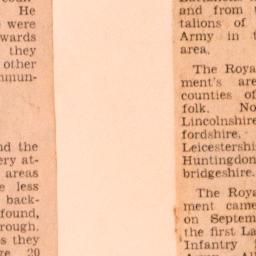 He
were
wards
they
other
mmun-
nd the
ery at-
areas
e less
back-
found,
rough.
s they
re 20
and from t
talions of
Army in t
area.
The Roya
ment's are
counties of
folk, No
Lincolnshire
fordshire,
Leicestershi
Huntingdon
bridgeshire.
The Roya
ment came
on Septem
the first La
Infantry